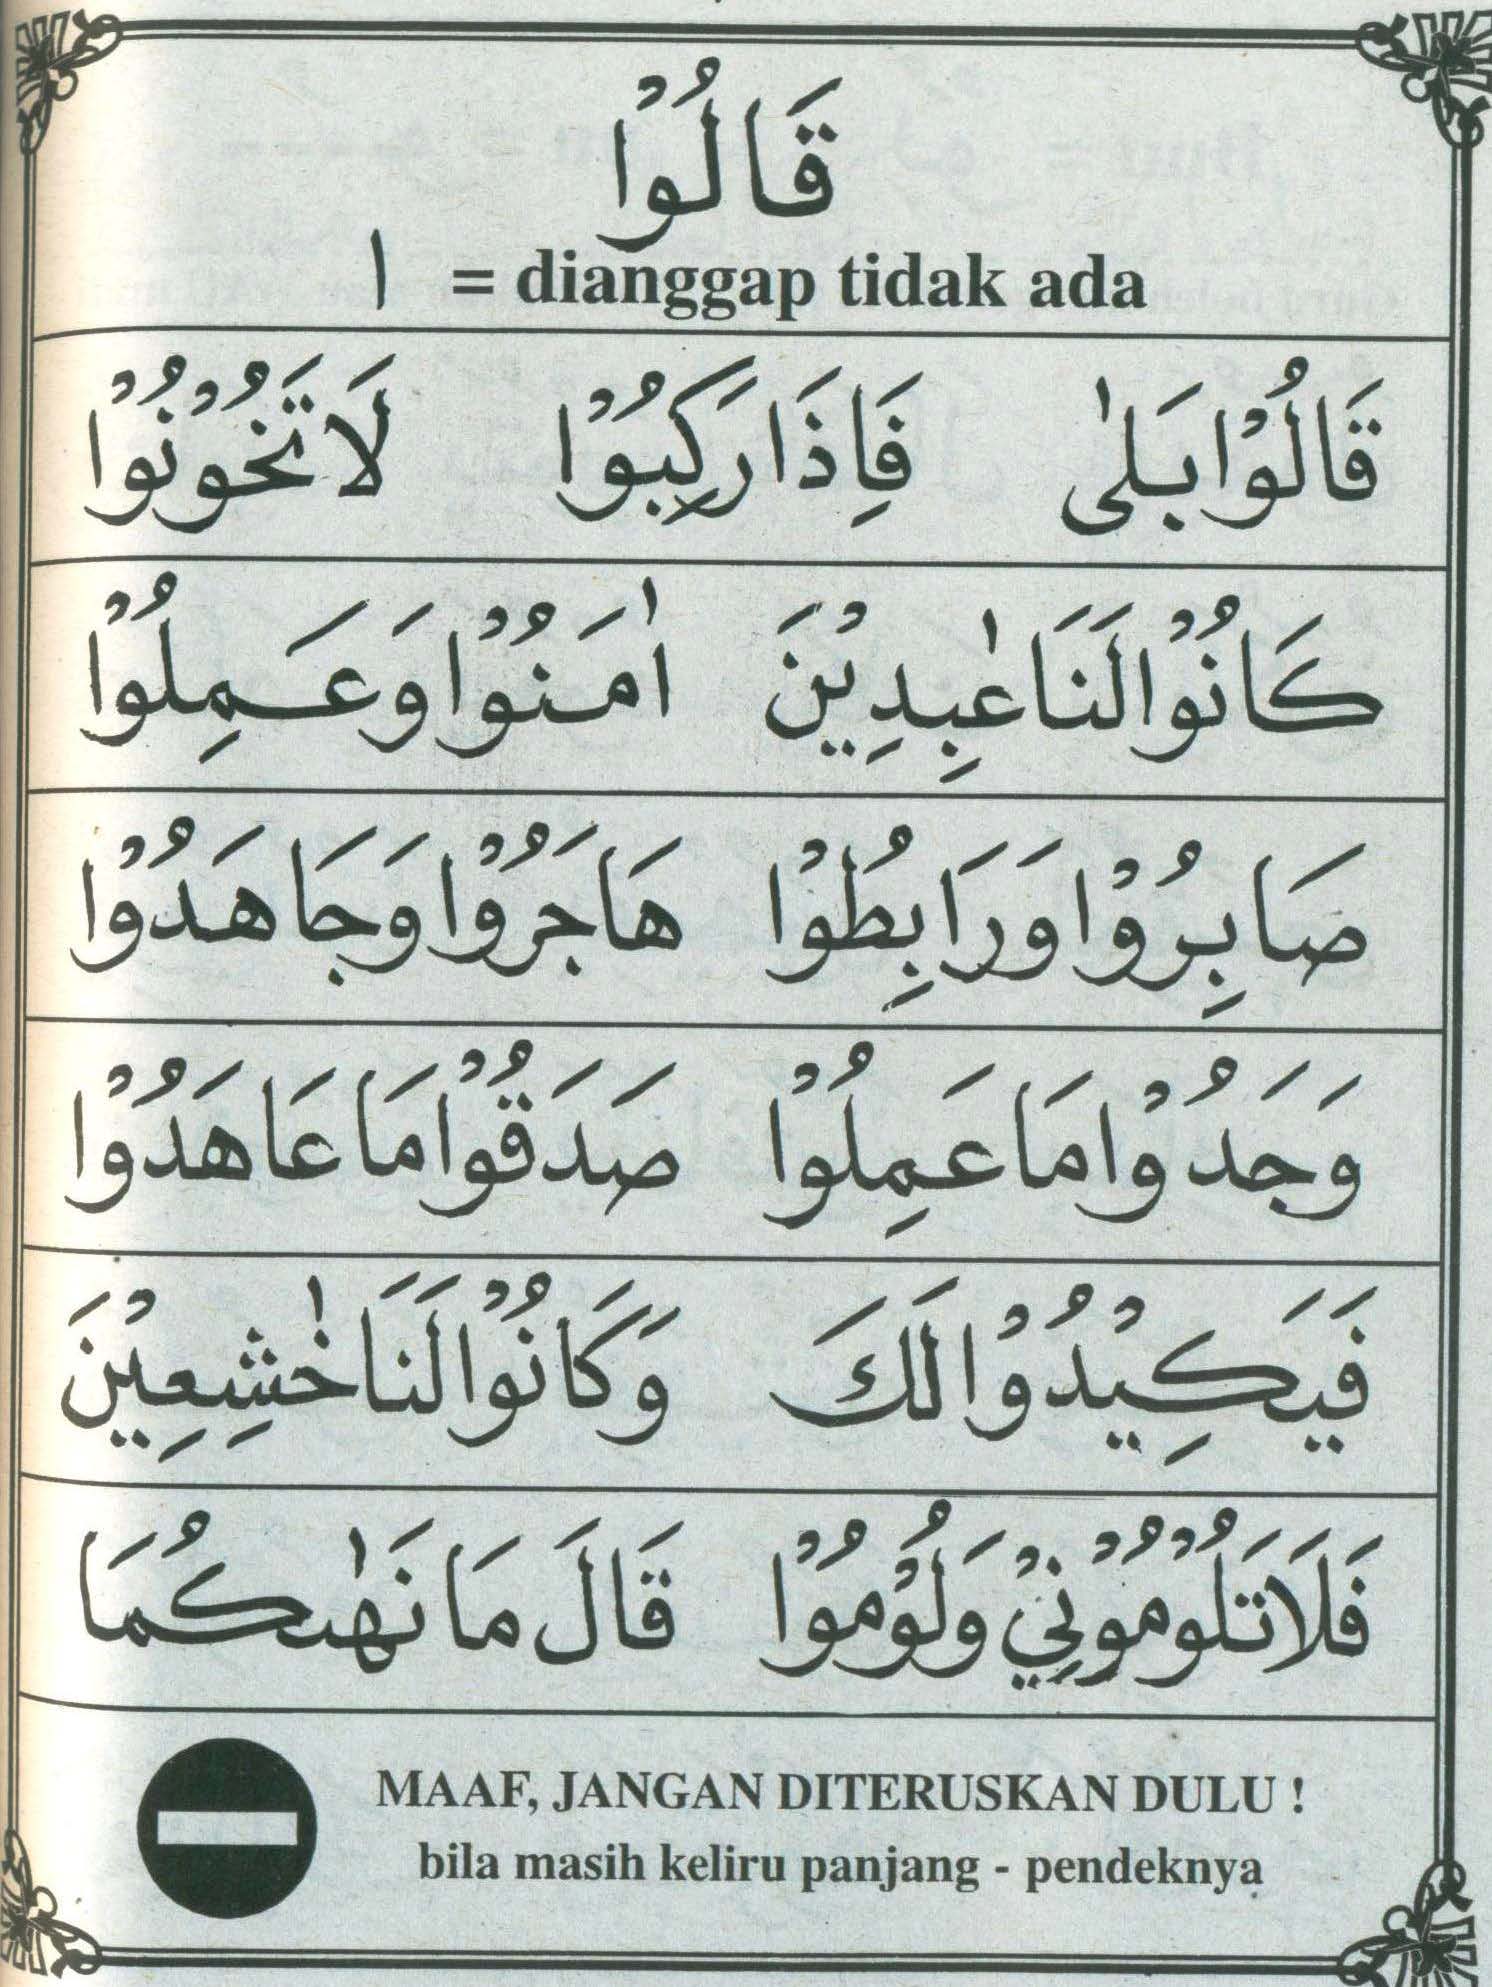 قَالُوْا
ا = dianggap tidak ada
قَالُوْا بَلٰى فَاِذَا رَكِبُوْا لَا تَخُوْنُوْا
كَانُوْا لَنَا عٰبِدِيْنَ اٰمَنُوْا وَعَمِلُوْا
صَابِرُوْا وَرَابِطُوْا هَاجَرُوْا وَجَاهَدُوْا
وَجَدُوْا مَا عَمِلُوْا صَدَقُوْا مَا عَاهَدُوْا
فَيَكِيْدُوْا لَكَ وَكَانُوْا لَنَا خٰشِعِيْنَ
فَلَا تَلُوْمُوْنِيْ وَلُوْمُوْا قَالَ مَا نَهٰىكُمَا
MAAF, JANGAN DITERUSKAN DULU !
bila masih keliru panjang - pendeknya